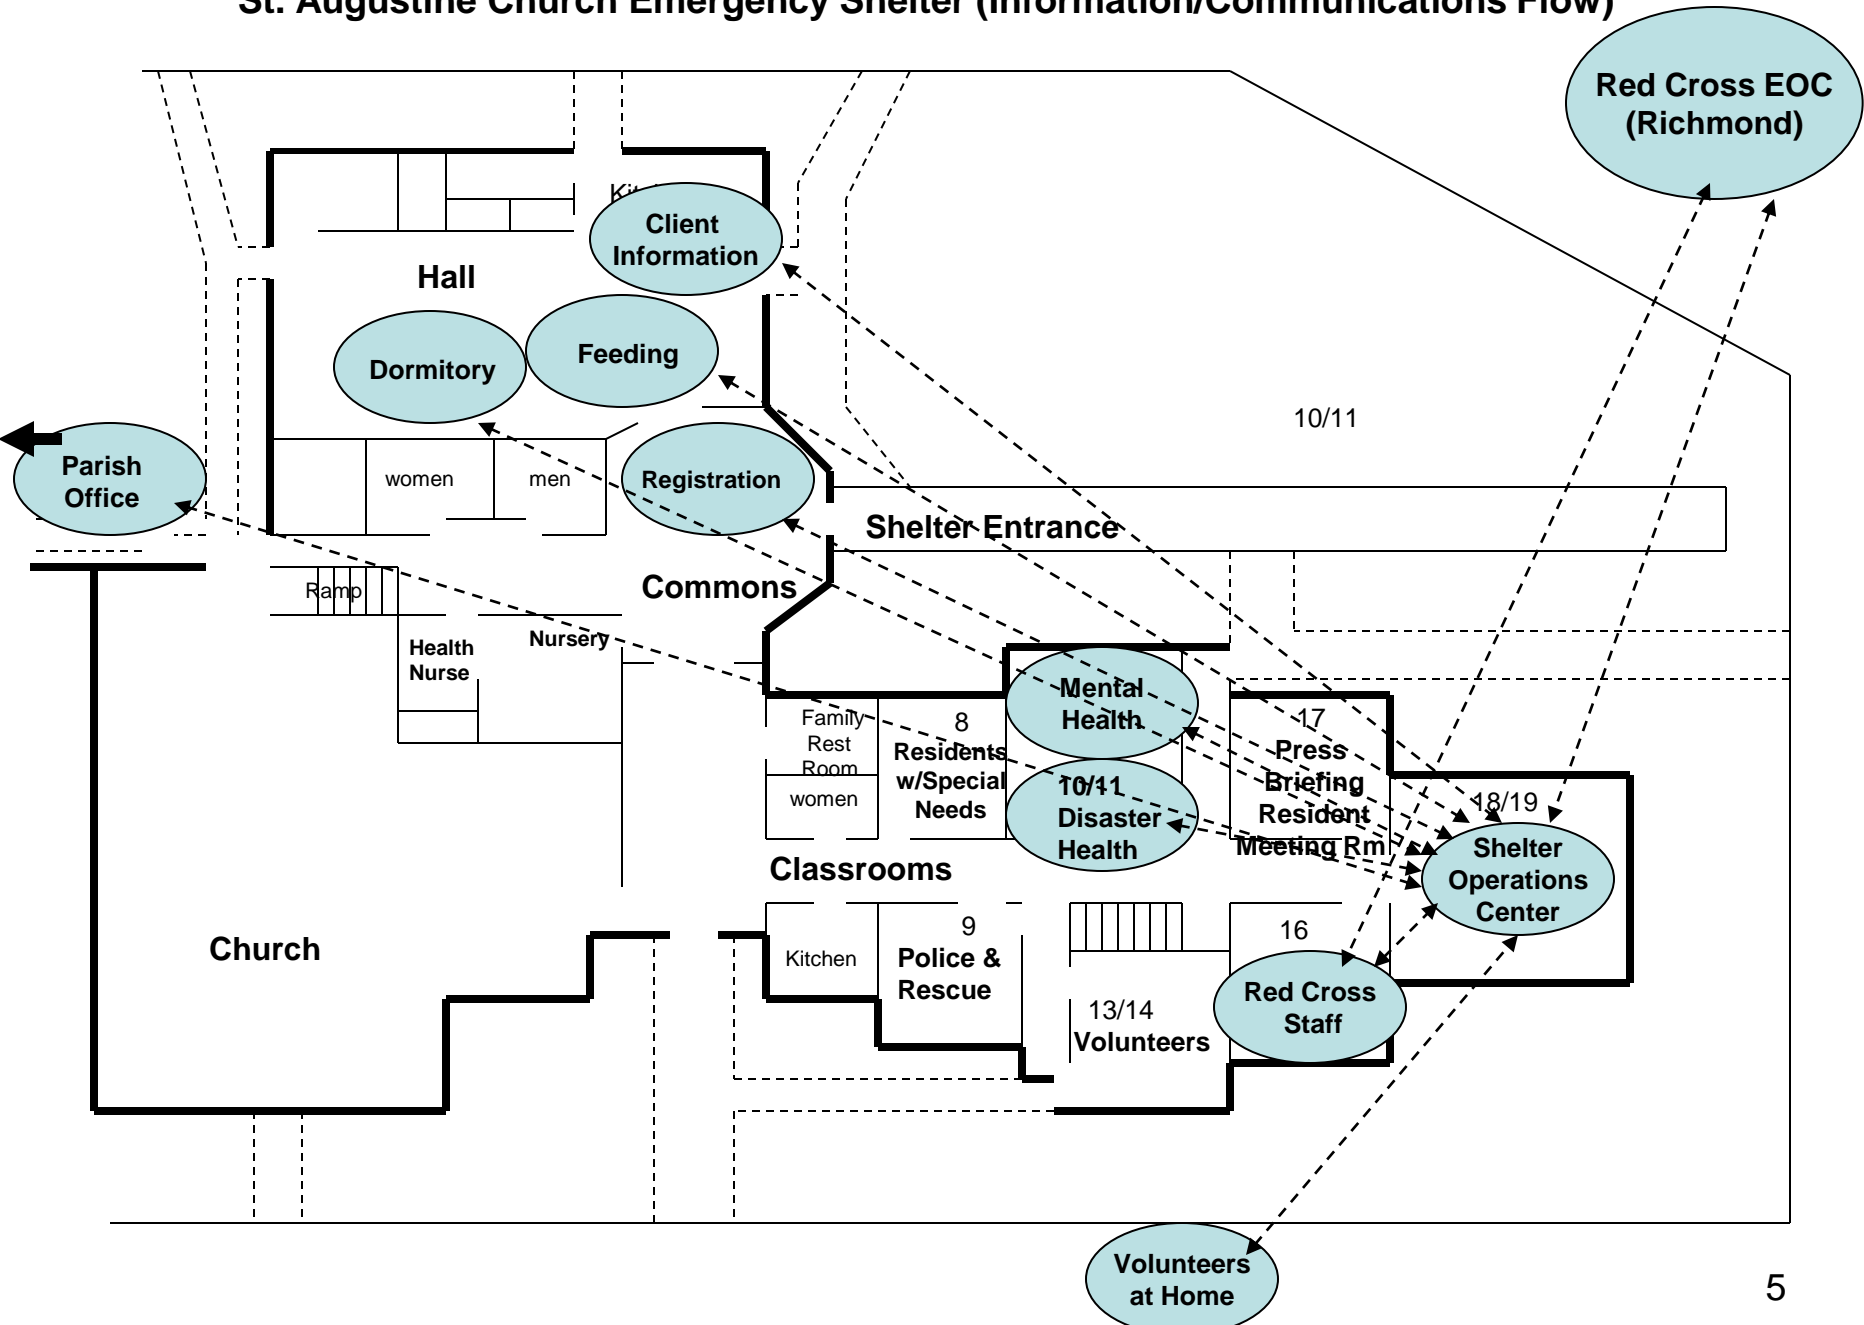 St. Augustine Church Emergency Shelter (Information/Communications Flow)
Red Cross EOC
(Richmond)
Client
Information
Hall
Feeding
Dormitory
10/11
Parish
Office
women
men
Registration
Shelter Entrance
Ramp
Commons
Health
Nurse
Nursery
Mental
Health
Family
Rest
Room
women
8
Residents
w/Special
Needs
10/11
Disaster
Health
17
Press
Briefing
Resident
Meeting Rm
18/19
Shelter
Operations
Center
Classrooms
Church
Kitchen
9
Police &
Rescue
13/14
Volunteers
16
Red Cross
Staff
Volunteers
at Home
5